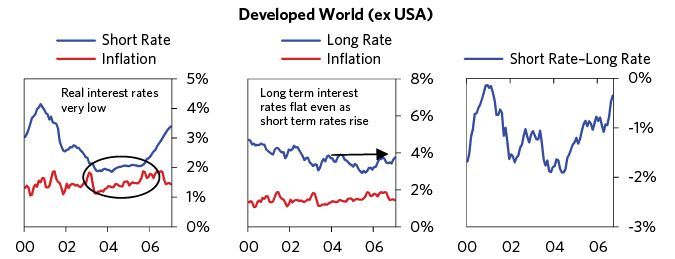 Developed World (ex USA)
Short Rate
Inflation
Real interest rates
very low
5%
4%
3%
2%
1%
0%
00 02 04 06
Long Rate
Inflation
Long term interest
rates flat even as
short term rates rise
8%
6%
4%
2%
0%
00 02 04 06
Short Rate–Long Rate
0%
-1%
-2%
-3%
00 02 04 06